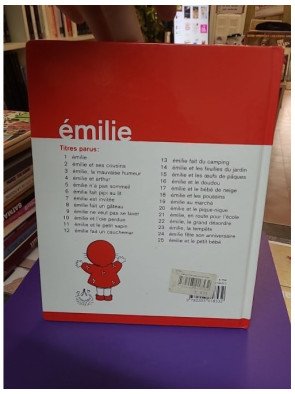 émilie
Titres parus:
1 émilie
2 émilie et ses cousins
3 émilie, la mauvaise humeur
4 émilie et arthur
5 émilie n'a pas sommeil
6 émilie fait pipi au lit
7 émilie est invitée
8 émilie fait un gâteau
9 émilie ne veut pas se laver
10 émilie et l'oie perdue
11 émilie et le petit sapin
12 émilie fait un cauchemar
13 émilie fait du camping
14 émilie et les feuilles du jardin
15 émilie et les œufs de pâques
16 émilie et le doudou
17 émilie et le bébé de neige
18 émilie et les poussins
19 émilie au marché
20 émilie et le pique-nique
21 émilie, en route pour l'école
22 émilie, le grand désordre
23 émilie, la tempête
24 émilie fête son anniversaire
25 émilie et le petit bébé